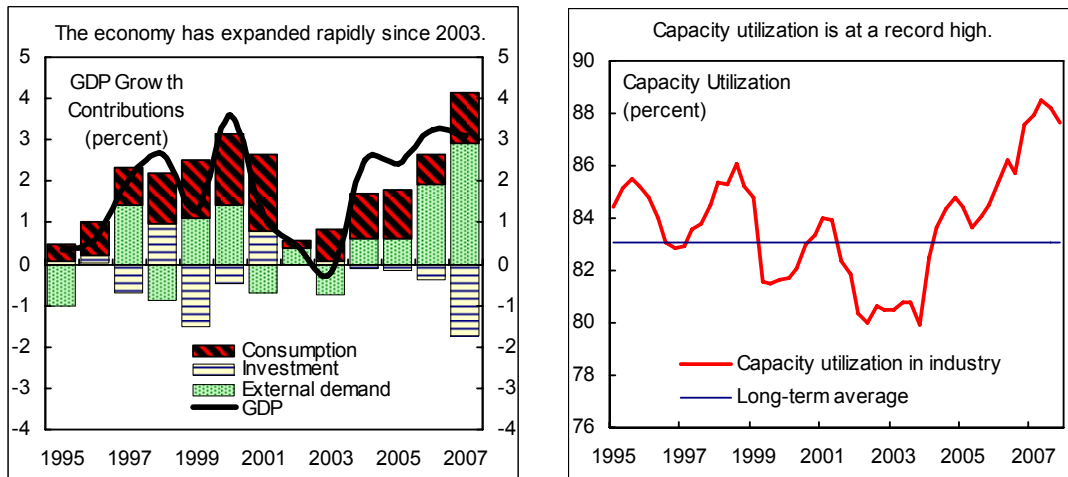 The economy has expanded rapidly since 2003.
5
4
3
2
1
0
-1
-2
-3
-4
5
4
3
2
1
0
-1
-2
-3
-4
GDP Growth
Contributions
(percent)
Consumption
Investment
External demand
GDP
1995 1997 1999 2001 2003 2005 2007
Capacity utilization is at a record high.
90
88
86
84
82
80
78
76
Capacity Utilization
(percent)
Capacity utilization in industry
Long-term average
1995 1997 1999 2001 2003 2005 2007